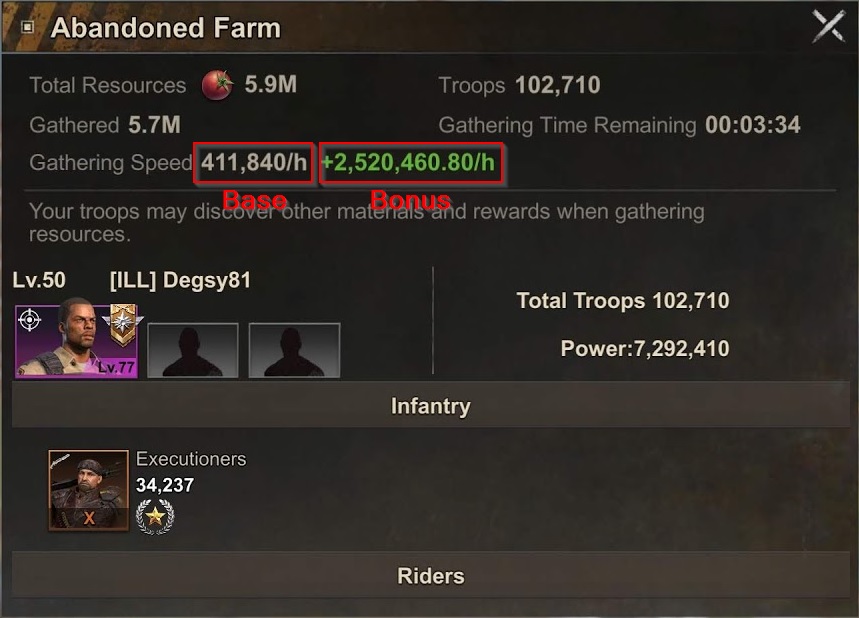 Abandoned Farm
Total Resources 5.9M
Troops 102,710
Gathered 5.7M
Gathering Time Remaining 00:03:34
Gathering Speed 411,840/h +2,520,460.80/h
Base Bonus
Your troops may discover other materials and rewards when gathering
resources.
Lv.50 [ILL] Degsy81
Total Troops 102,710
Lv.77
Power:7,292,410
Infantry
Executioners
34,237
X
Riders